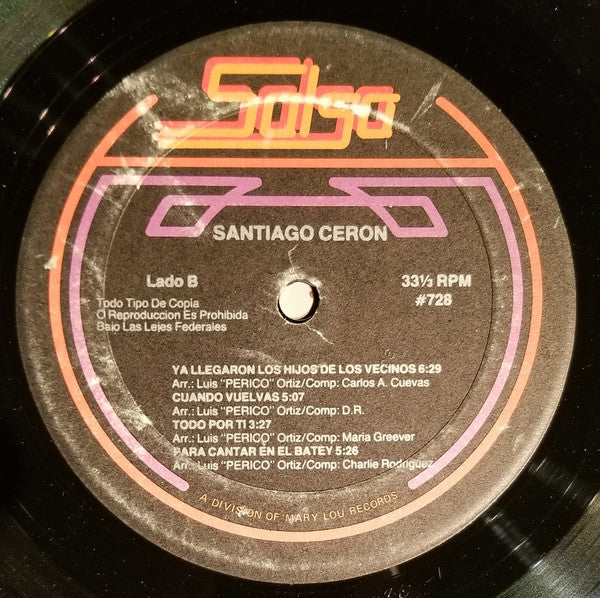 Salsa
SANTIAGO CERON
Lado B
33⅓ RPM
#728
Todo Tipo De Copia
O Reproduccion Es Prohibida
Bajo Las Lejes Federales
YA LLEGARON LOS HIJOS DE LOS VECINOS 6:29
Arr.: Luis "PERICO" Ortiz/Comp: Carlos A. Cuevas
CUANDO VUELVAS 5:07
Arr.: Luis "PERICO" Ortiz/Comp: D.R.
TODO POR TI 3:27
Arr.: Luis "PERICO" Ortiz/Comp: Maria Greever
PARA CANTAR EN EL BATEY 5:26
Arr.: Luis "PERICO" Ortiz/Comp: Charlie Rodriguez
A DIVISION OF MARY LOU RECORDS